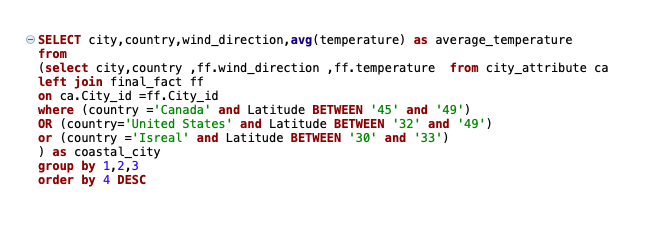 SELECT city,country,wind_direction,avg(temperature) as average_temperature
from
(select city,country ,ff.wind_direction ,ff.temperature  from city_attribute ca
left join final_fact ff
on ca.City_id =ff.City_id
where (country ='Canada' and Latitude BETWEEN '45' and '49')
OR (country='United States' and Latitude BETWEEN '32' and '49')
or (country ='Isreal' and Latitude BETWEEN '30' and '33')
) as coastal_city
group by 1,2,3
order by 4 DESC